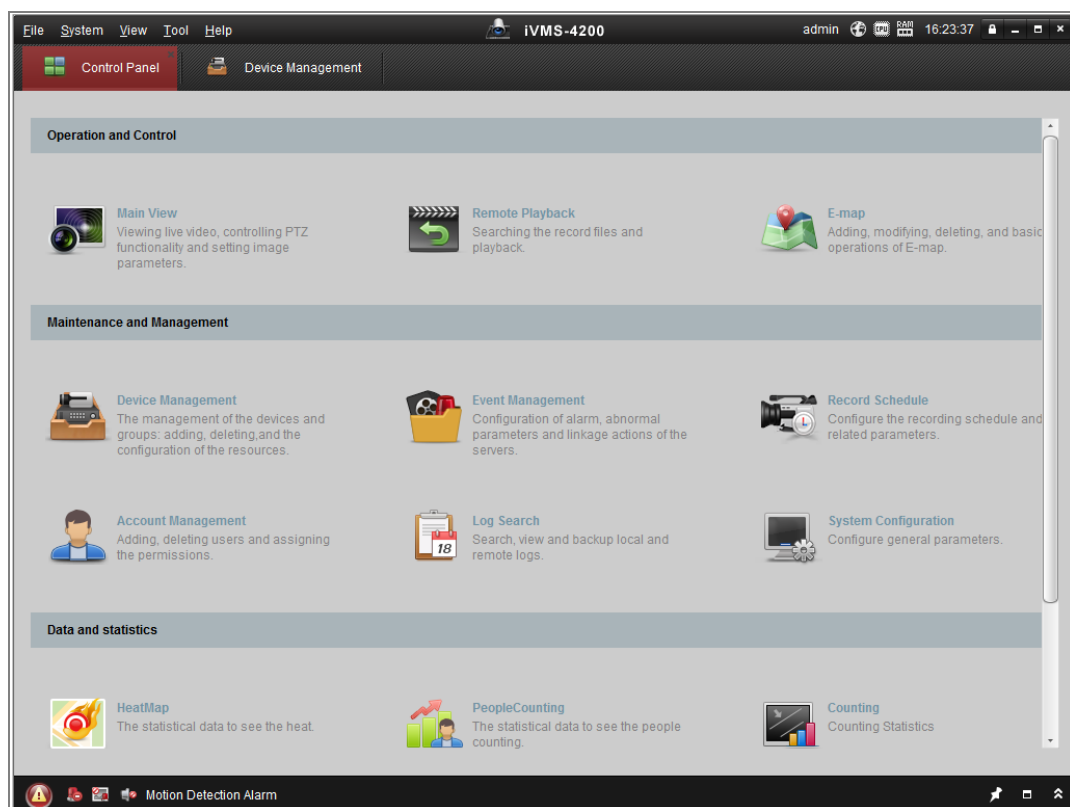 File System View Tool Help iVMS-4200 admin CPU RAM 16:23:37
Control Panel Device Management
Operation and Control
Main View
Viewing live video, controlling PTZ
functionality and setting image
parameters.
Remote Playback
Searching the record files and
playback.
E-map
Adding, modifying, deleting, and basic
operations of E-map.
Maintenance and Management
Device Management
The management of the devices and
groups: adding, deleting,and the
configuration of the resources.
Event Management
Configuration of alarm, abnormal
parameters and linkage actions of the
servers.
Record Schedule
Configure the recording schedule and
related parameters.
Account Management
Adding, deleting users and assigning
the permissions.
18
Log Search
Search, view and backup local and
remote logs.
System Configuration
Configure general parameters.
Data and statistics
HeatMap
The statistical data to see the heat.
PeopleCounting
The statistical data to see the people
counting.
Counting
Counting Statistics
Motion Detection Alarm